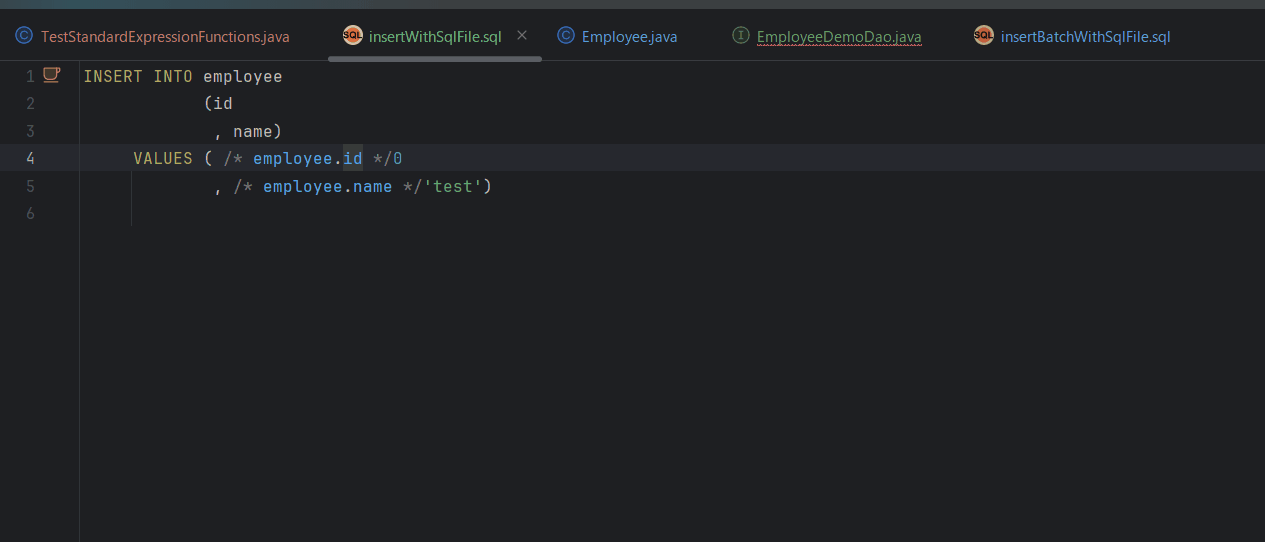 TestStandardExpressionFunctions.java insertWithSqlFile.sql Employee.java EmployeeDemoDao.java insertBatchWithSqlFile.sql
1 INSERT INTO employee
2 (id
3 , name)
4 VALUES ( /* employee.id */0
5 , /* employee.name */'test')
6